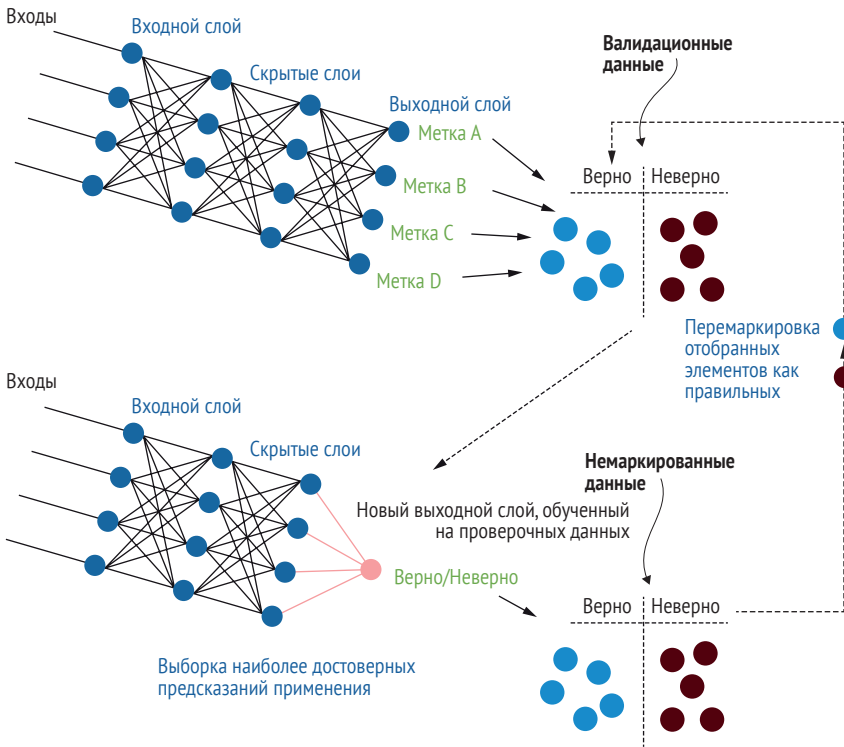 Входы
Входной слой
Скрытые слои
Выходной слой
Метка A
Метка B
Метка C
Метка D
Валидационные
данные
Верно
Неверно
Перемаркировка
отобранных
элементов как
правильных
Входы
Входной слой
Скрытые слои
Новый выходной слой, обученный
на проверочных данных
Верно/Неверно
Немаркированные
данные
Верно
Неверно
Выборка наиболее достоверных
предсказаний применения